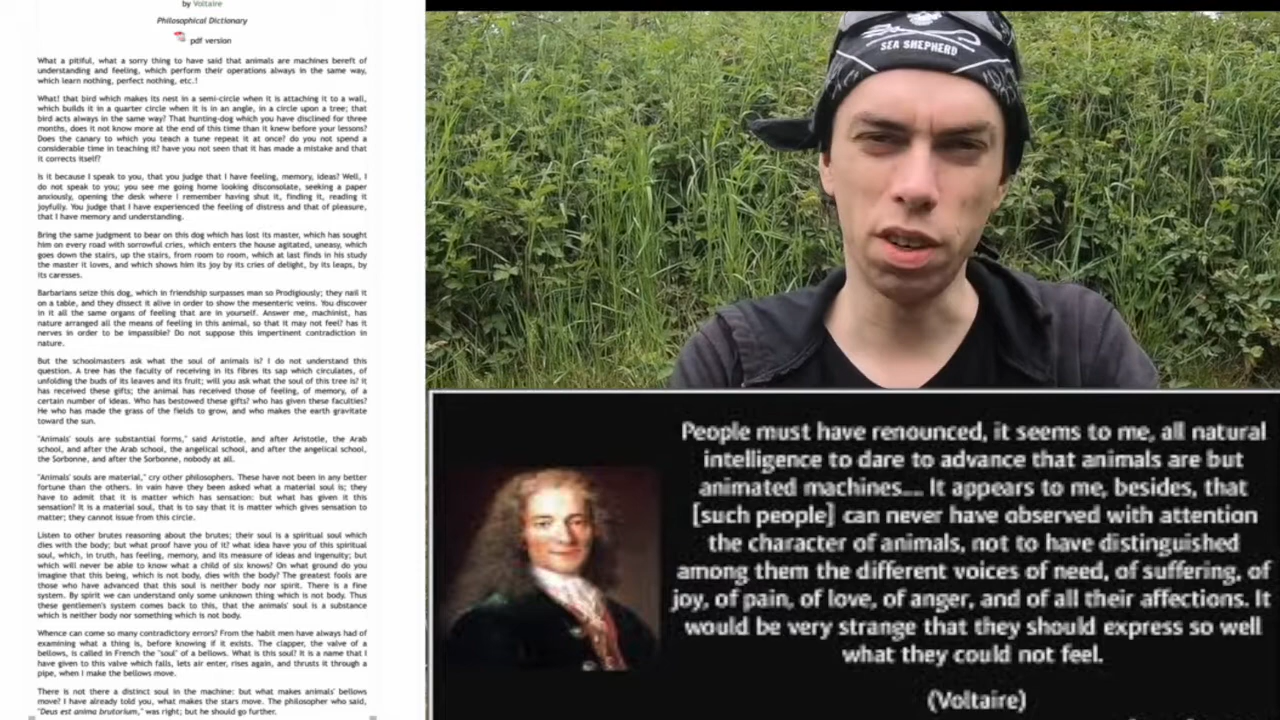 by Voltaire
Philosophical Dictionary
pdf version
What a pitiful, what a sorry thing to have said that animals are machines bereft of
understanding and feeling, which perform their operations always in the same way,
which learn nothing, perfect nothing, etc.!
What! that bird which makes its nest in a semi-circle when it is attaching it to a wall,
which builds it in a quarter circle when it is in an angle, in a circle upon a tree; that
bird acts always in the same way? That hunting-dog which you have disclined for three
months, does it not know more at the end of this time than it knew before your lessons?
Does the canary to which you teach a tune repeat it at once? do you not spend a
considerable time in teaching it? have you not seen that it has made a mistake and that
it corrects itself?
Is it because I speak to you, that you judge that I have feeling, memory, ideas? Well, I
do not speak to you; you see me going home looking disconsolate, seeking a paper
anxiously, opening the desk where I remember having shut it, finding it, reading it
joyfully. You judge that I have experienced the feeling of distress and that of pleasure,
that I have memory and understanding.
Bring the same judgment to bear on this dog which has lost its master, which has sought
him on every road with sorrowful cries, which enters the house agitated, uneasy, which
goes down the stairs, up the stairs, from room to room, which at last finds in his study
the master it loves, and which shows him its joy by its cries of delight, by its leaps, by
its caresses.
Barbarians seize this dog, which in friendship surpasses man so Prodigiously; they nail it
on a table, and they dissect it alive in order to show the mesenteric veins. You discover
in it all the same organs of feeling that are in yourself. Answer me, machinist, has
nature arranged all the means of feeling in this animal, so that it may not feel? has it
nerves in order to be impassible? Do not suppose this impertinent contradiction in
nature.
But the schoolmasters ask what the soul of animals is? I do not understand this
question. A tree has the faculty of receiving in its fibres its sap which circulates, of
unfolding the buds of its leaves and its fruit; will you ask what the soul of this tree is? it
has received these gifts; the animal has received those of feeling, of memory, of a
certain number of ideas. Who has bestowed these gifts? who has given these faculties?
He who has made the grass of the fields to grow, and who makes the earth gravitate
toward the sun.
"Animals' souls are substantial forms," said Aristotle, and after Aristotle, the Arab
school, and after the Arab school, the angelical school, and after the angelical school,
the Sorbonne, and after the Sorbonne, nobody at all.
"Animals' souls are material," cry other philosophers. These have not been in any better
fortune than the others. In vain have they been asked what a material soul is; they
have to admit that it is matter which has sensation: but what has given it this
sensation? It is a material soul, that is to say that it is matter which gives sensation to
matter; they cannot issue from this circle.
Listen to other brutes reasoning about the brutes; their soul is a spiritual soul which
dies with the body; but what proof have you of it? what idea have you of this spiritual
soul, which, in truth, has feeling, memory, and its measure of ideas and ingenuity; but
which will never be able to know what a child of six knows? On what ground do you
imagine that this being, which is not body, dies with the body? The greatest fools are
those who have advanced that this soul is neither body nor spirit. There is a fine
system. By spirit we can understand only some unknown thing which is not body. Thus
these gentlemen's system comes back to this, that the animals' soul is a substance
which is neither body nor something which is not body.
Whence can come so many contradictory errors? From the habit men have always had of
examining what a thing is, before knowing if it exists. The clapper, the valve of a
bellows, is called in French the "soul" of a bellows. What is this soul? It is a name that I
have given to this valve which falls, lets air enter, rises again, and thrusts it through a
pipe, when I make the bellows move.
There is not there a distinct soul in the machine: but what makes animals' bellows
move? I have already told you, what makes the stars move. The philosopher who said,
"Deus est anima brutorium," was right; but he should go further.
SEA SHEPHERD
People must have renounced, it seems to me, all natural
intelligence to dare to advance that animals are but
animated machines.... It appears to me, besides, that
[such people] can never have observed with attention
the character of animals, not to have distinguished
among them the different voices of need, of suffering, of
joy, of pain, of love, of anger, and of all their affections. It
would be very strange that they should express so well
what they could not feel.
(Voltaire)